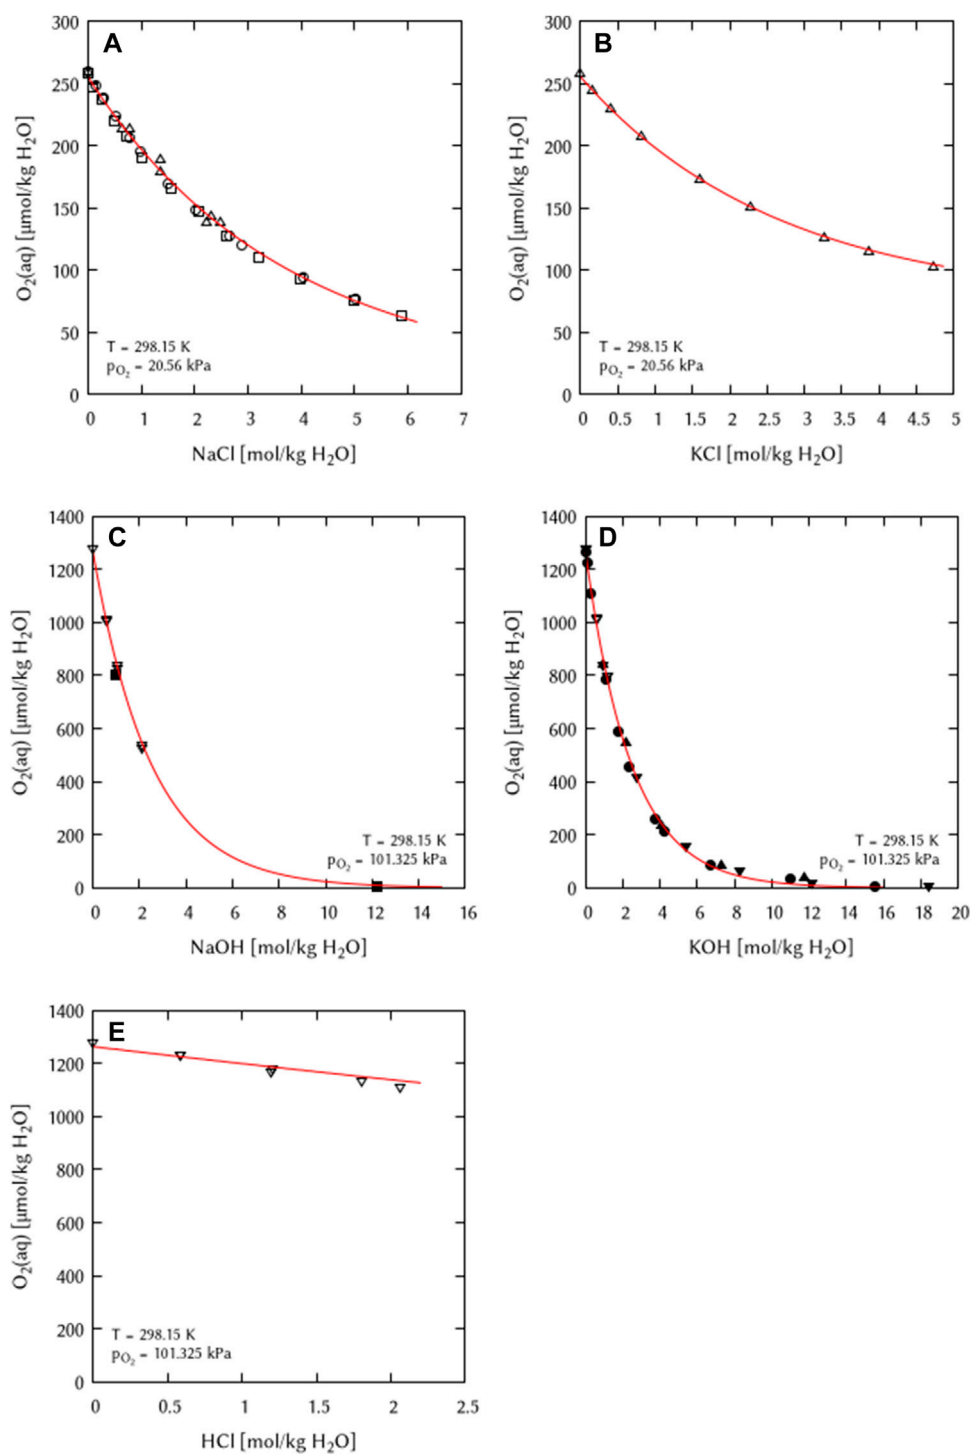 A
300
250
200
150
100
50
0
O₂(aq) [µmol/kg H₂O]
T = 298.15 K
pO₂ = 20.56 kPa
0 1 2 3 4 5 6 7
NaCl [mol/kg H₂O]
B
300
250
200
150
100
50
0
O₂(aq) [µmol/kg H₂O]
T = 298.15 K
pO₂ = 20.56 kPa
0 0.5 1 1.5 2 2.5 3 3.5 4 4.5 5
KCl [mol/kg H₂O]
C
1400
1200
1000
800
600
400
200
0
O₂(aq) [µmol/kg H₂O]
T = 298.15 K
pO₂ = 101.325 kPa
0 2 4 6 8 10 12 14 16
NaOH [mol/kg H₂O]
D
1400
1200
1000
800
600
400
200
0
O₂(aq) [µmol/kg H₂O]
T = 298.15 K
pO₂ = 101.325 kPa
0 2 4 6 8 10 12 14 16 18 20
KOH [mol/kg H₂O]
E
1400
1200
1000
800
600
400
200
0
O₂(aq) [µmol/kg H₂O]
T = 298.15 K
pO₂ = 101.325 kPa
0 0.5 1 1.5 2 2.5
HCl [mol/kg H₂O]